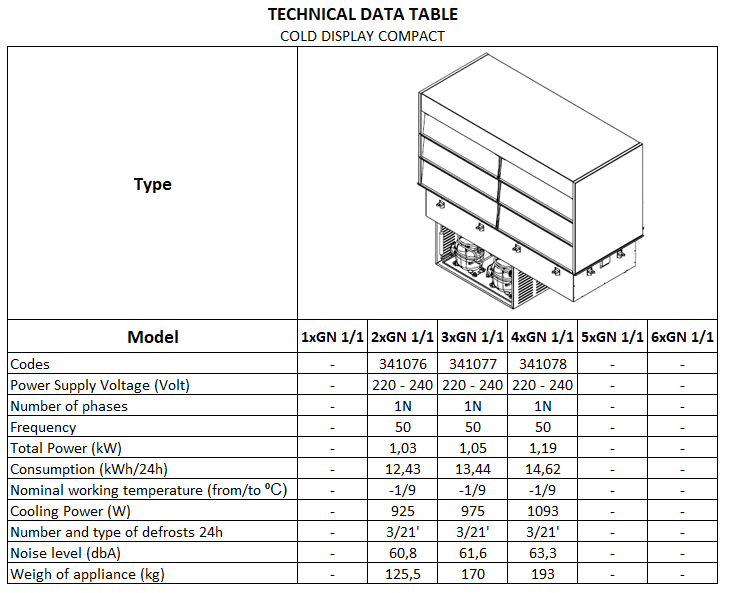 TECHNICAL DATA TABLE
COLD DISPLAY COMPACT
Type
Model 1xGN 1/1 2xGN 1/1 3xGN 1/1 4xGN 1/1 5xGN 1/1 6xGN 1/1
Codes - 341076 341077 341078 - -
Power Supply Voltage (Volt) - 220 - 240 220 - 240 220 - 240 - -
Number of phases - 1N 1N 1N - -
Frequency - 50 50 50 - -
Total Power (kW) - 1,03 1,05 1,19 - -
Consumption (kWh/24h) - 12,43 13,44 14,62 - -
Nominal working temperature (from/to ºC) - -1/9 -1/9 -1/9 - -
Cooling Power (W) - 925 975 1093 - -
Number and type of defrosts 24h - 3/21' 3/21' 3/21' - -
Noise level (dbA) - 60,8 61,6 63,3 - -
Weigh of appliance (kg) - 125,5 170 193 - -